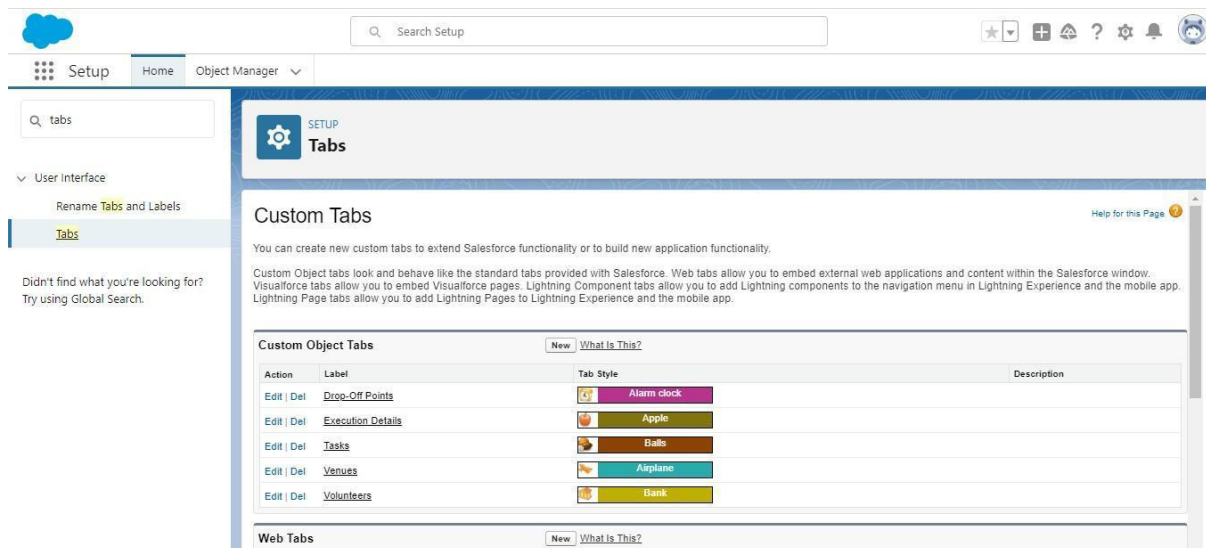 Search Setup
Setup Home Object Manager
tabs
SETUP
Tabs
User Interface
Rename Tabs and Labels
Tabs
Didn't find what you're looking for?
Try using Global Search.
Custom Tabs
Help for this Page
You can create new custom tabs to extend Salesforce functionality or to build new application functionality.
Custom Object tabs look and behave like the standard tabs provided with Salesforce. Web tabs allow you to embed external web applications and content within the Salesforce window.
Visualforce tabs allow you to embed Visualforce pages. Lightning Component tabs allow you to add Lightning components to the navigation menu in Lightning Experience and the mobile app.
Lightning Page tabs allow you to add Lightning Pages to Lightning Experience and the mobile app.
Custom Object Tabs New What Is This?
Action Label Tab Style Description
Edit | Del Drop-Off Points Alarm clock
Edit | Del Execution Details Apple
Edit | Del Tasks Balls
Edit | Del Venues Airplane
Edit | Del Volunteers Bank
Web Tabs New What Is This?